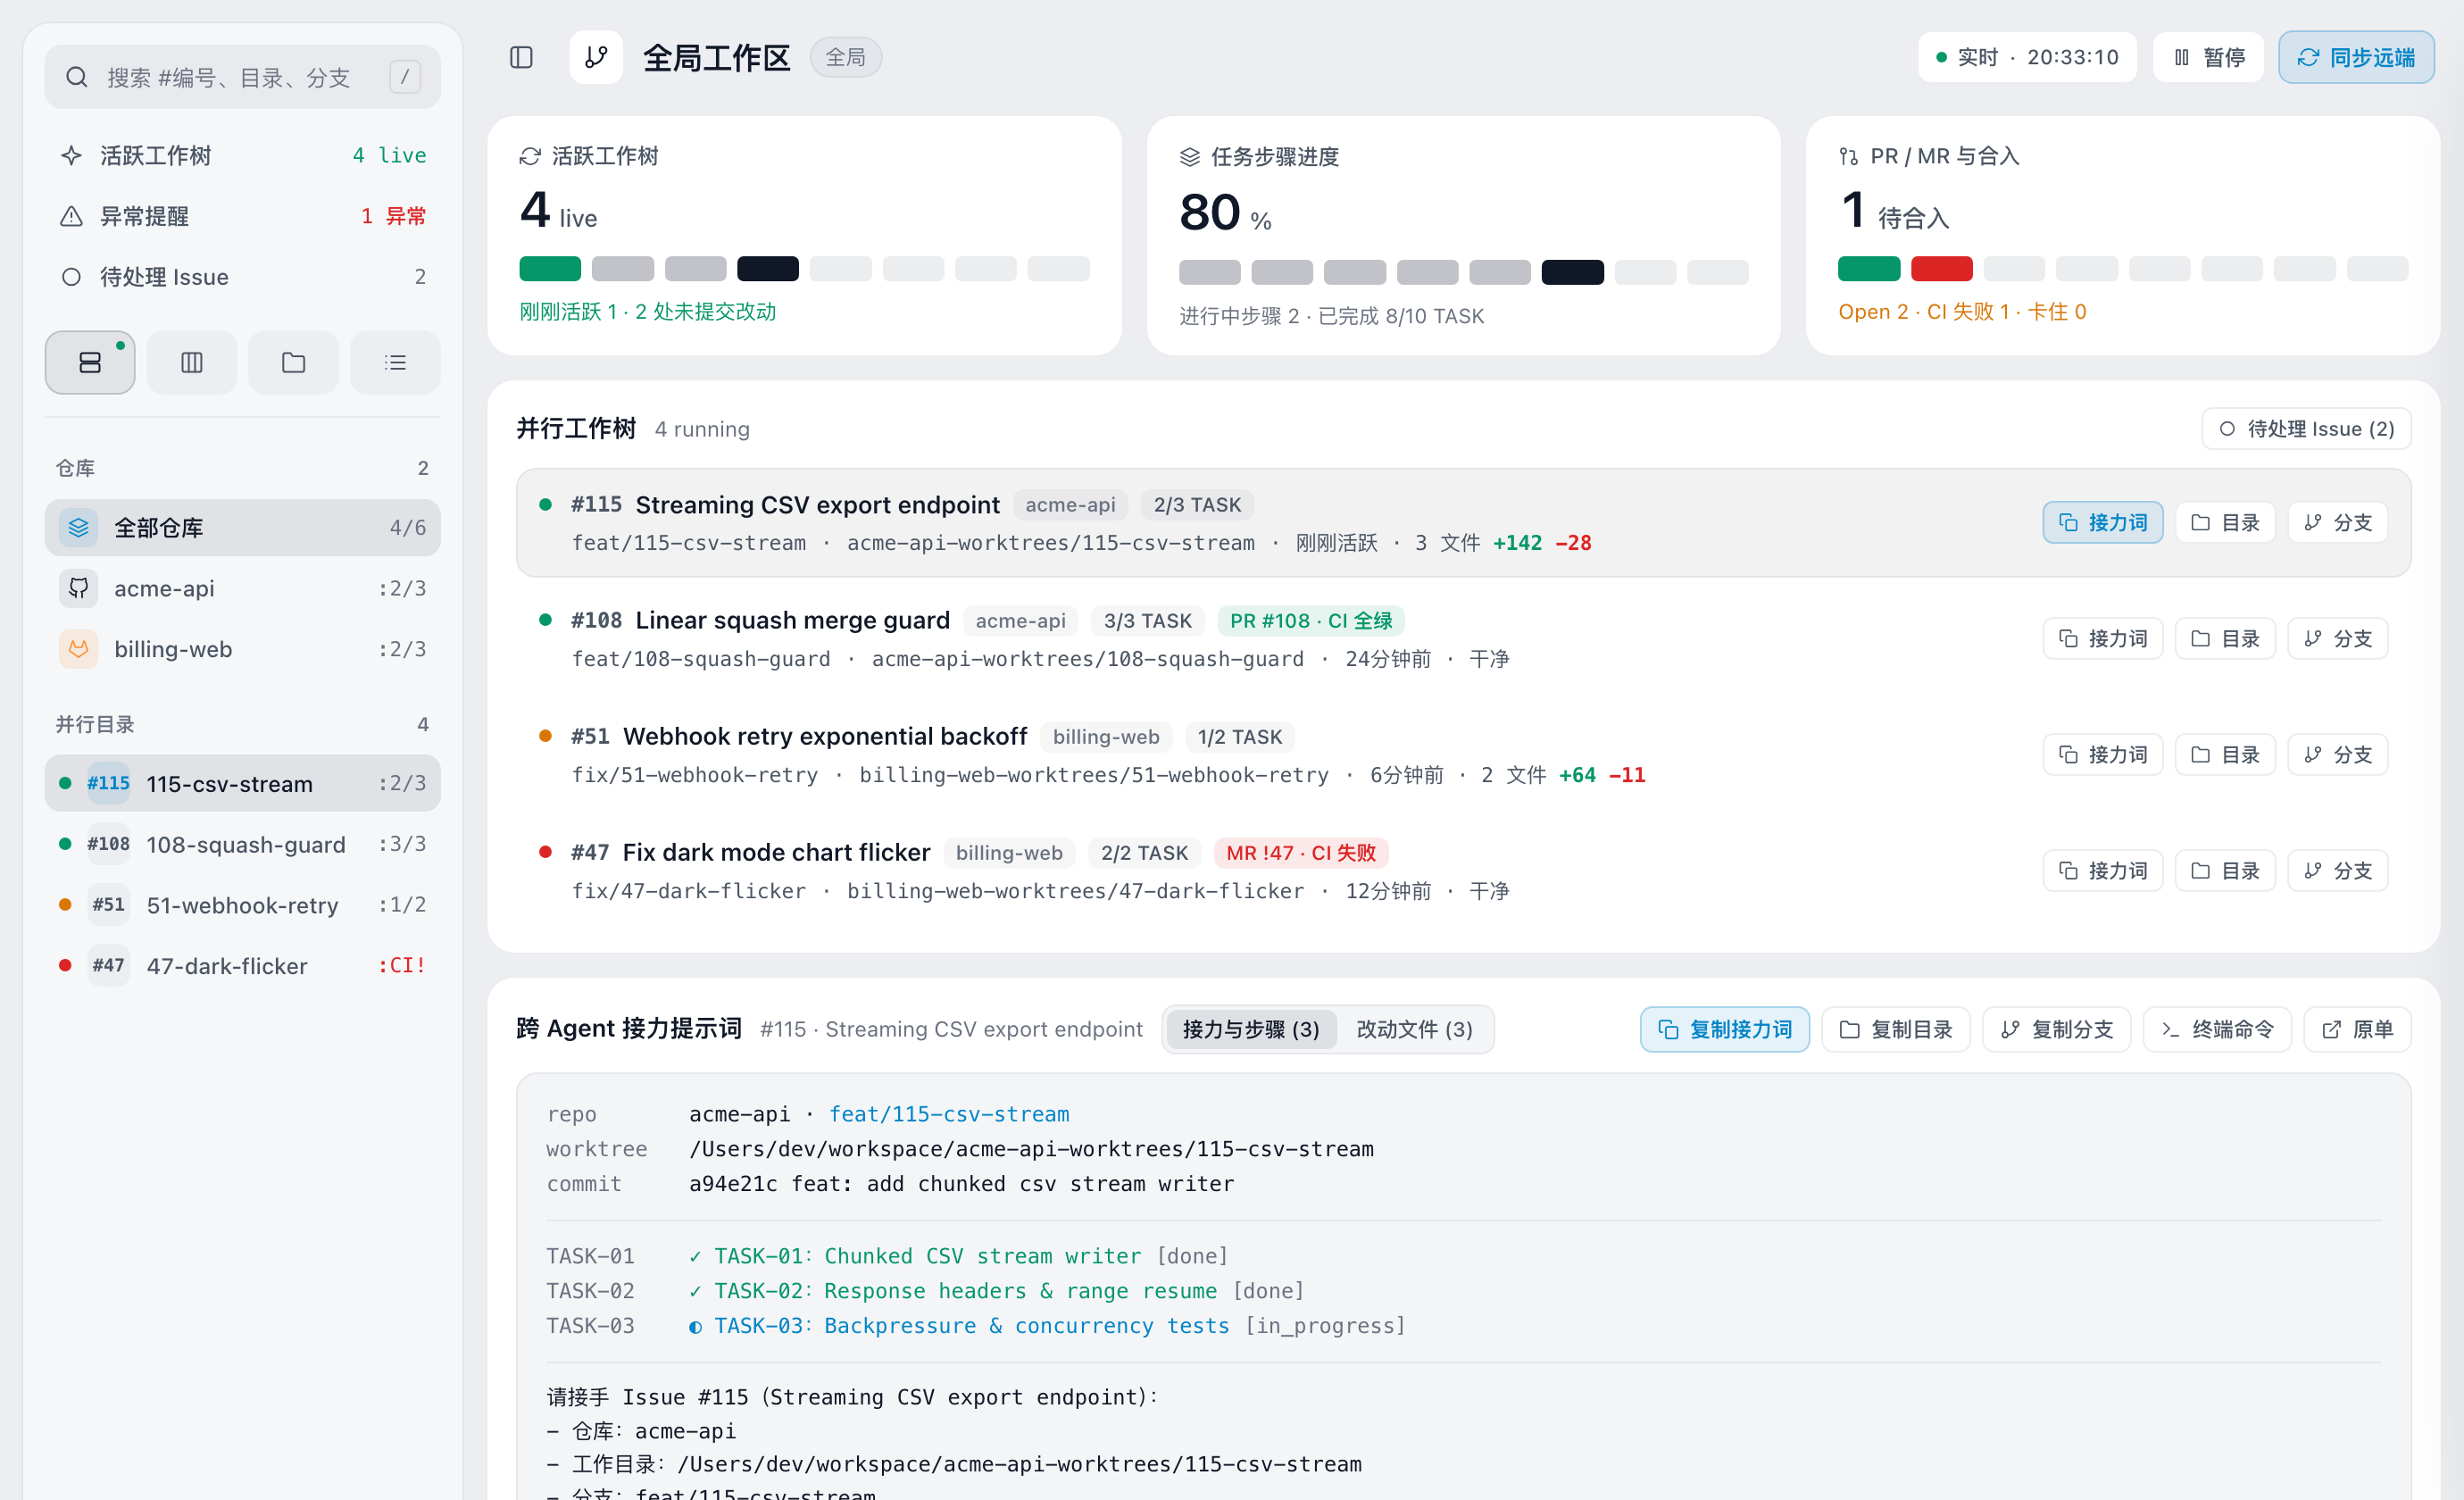 搜索 #编号、目录、分支 /
活跃工作树 4 live
异常提醒 1 异常
待处理 Issue 2
仓库 2
全部仓库 4/6
acme-api :2/3
billing-web :2/3
并行目录 4
#115 115-csv-stream :2/3
#108 108-squash-guard :3/3
#51 51-webhook-retry :1/2
#47 47-dark-flicker :CI!
全局工作区 全局
实时 · 20:33:10 暂停 同步远端
活跃工作树
4 live
刚刚活跃 1 · 2 处未提交改动
任务步骤进度
80 %
进行中步骤 2 · 已完成 8/10 TASK
PR / MR 与合入
1 待合入
Open 2 · CI 失败 1 · 卡住 0
并行工作树 4 running 待处理 Issue (2)
#115 Streaming CSV export endpoint acme-api 2/3 TASK
feat/115-csv-stream · acme-api-worktrees/115-csv-stream · 刚刚活跃 · 3 文件 +142 −28
接力词 目录 分支
#108 Linear squash merge guard acme-api 3/3 TASK PR #108 · CI 全绿
feat/108-squash-guard · acme-api-worktrees/108-squash-guard · 24分钟前 · 干净
接力词 目录 分支
#51 Webhook retry exponential backoff billing-web 1/2 TASK
fix/51-webhook-retry · billing-web-worktrees/51-webhook-retry · 6分钟前 · 2 文件 +64 −11
接力词 目录 分支
#47 Fix dark mode chart flicker billing-web 2/2 TASK MR !47 · CI 失败
fix/47-dark-flicker · billing-web-worktrees/47-dark-flicker · 12分钟前 · 干净
接力词 目录 分支
跨 Agent 接力提示词 #115 · Streaming CSV export endpoint 接力与步骤 (3) 改动文件 (3) 复制接力词 复制目录 复制分支 终端命令 原单
repo acme-api · feat/115-csv-stream
worktree /Users/dev/workspace/acme-api-worktrees/115-csv-stream
commit a94e21c feat: add chunked csv stream writer
TASK-01 ✓ TASK-01: Chunked CSV stream writer [done]
TASK-02 ✓ TASK-02: Response headers & range resume [done]
TASK-03 ◐ TASK-03: Backpressure & concurrency tests [in_progress]
请接手 Issue #115（Streaming CSV export endpoint）：
- 仓库：acme-api
- 工作目录：/Users/dev/workspace/acme-api-worktrees/115-csv-stream
- 分支：feat/115-csv-stream